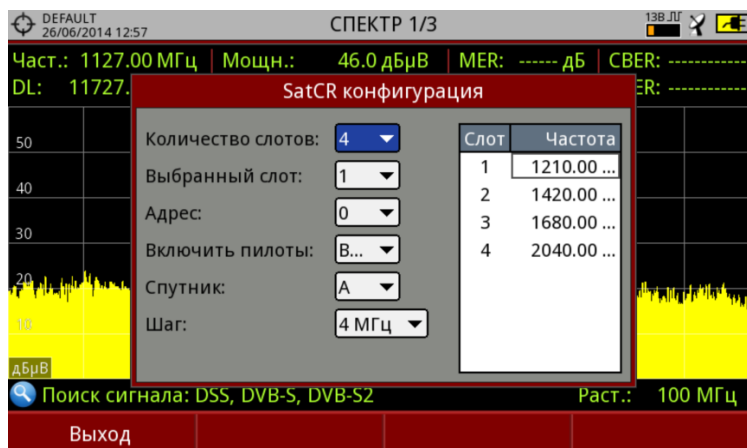 DEFAULT
26/06/2014 12:57
СПЕКТР 1/3
13В
Част.: 1127.00 МГц Мощн.: 46.0 дБµВ MER: ------ дБ CBER: ------------
DL: 11727. ER: ------------
SatCR конфигурация
50
40
30
20
10
дБµВ
Количество слотов: 4
Выбранный слот: 1
Адрес: 0
Включить пилоты: В...
Спутник: A
Шаг: 4 МГц
Слот Частота
1 1210.00 ...
2 1420.00 ...
3 1680.00 ...
4 2040.00 ...
Поиск сигнала: DSS, DVB-S, DVB-S2 Раст.: 100 МГц
Выход